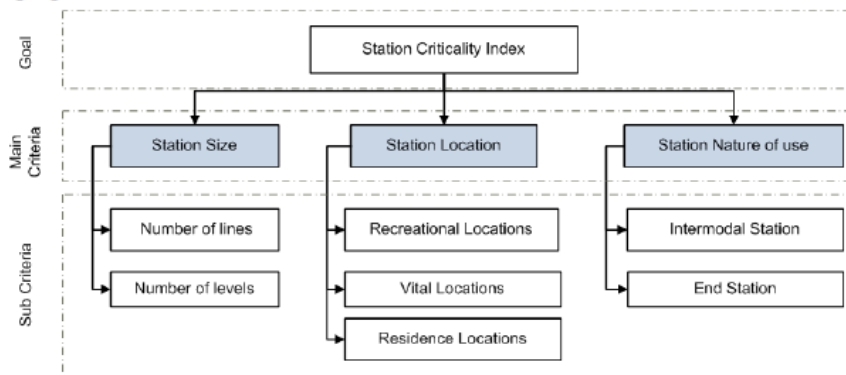 Goal
Station Criticality Index
Main
Criteria
Station Size
Station Location
Station Nature of use
Sub Criteria
Number of lines
Recreational Locations
Intermodal Station
Number of levels
Vital Locations
End Station
Residence Locations